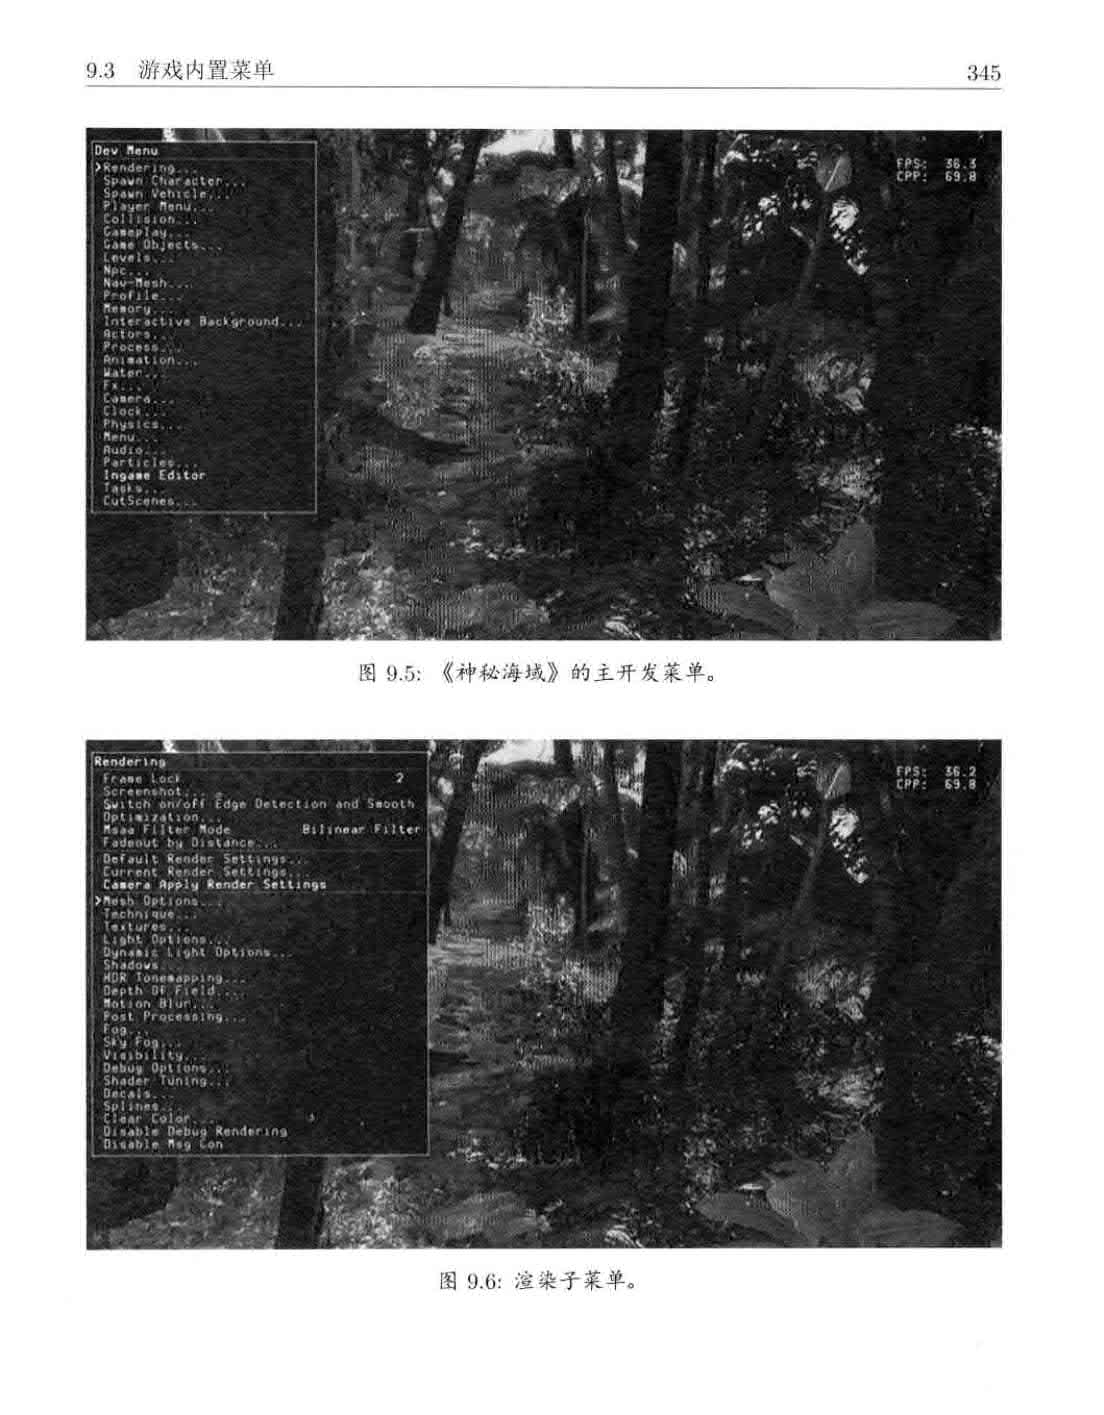 9.3 游戏内置菜单
345
Dev Menu
>Rendering...
Spawn Character...
Spawn Vehicle...
Player Menu...
Collision...
Gameplay...
Game Objects...
Levels...
Npc...
Nav-Mesh...
Profile...
Memory...
Interactive Background...
Actors...
Process...
Animation...
Water...
Fx...
Camera...
Clock...
Physics...
Menu...
Audio...
Particles...
Ingame Editor
Tasks...
CutScenes...
FPS: 36.3
CPP: 69.8
图 9.5: 《神秘海域》的主开发菜单。
Rendering
Frame Lock 2
Screenshot...
Switch on/off Edge Detection and Smooth
Optimization...
Msaa Filter Mode Bilinear Filter
Fadeout by Distance...
Default Render Settings...
Current Render Settings...
Camera Apply Render Settings
>Mesh Options...
Technique...
Textures...
Light Options...
Dynamic Light Options...
Shadows...
HDR Tonemapping...
Depth Of Field...
Motion Blur...
Post Processing...
Fog...
Sky Fog...
Visibility...
Debug Options...
Shader Tuning...
Decals...
Splines...
Clear Color...
Disable Debug Rendering
Disable Msg Con
FPS: 36.2
CPP: 69.8
图 9.6: 渲染子菜单。